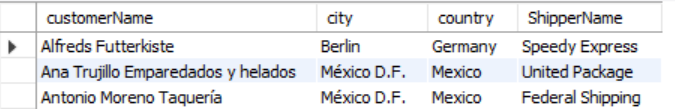 customerName city country ShipperName
Alfreds Futterkiste Berlin Germany Speedy Express
Ana Trujillo Emparedados y helados México D.F. Mexico United Package
Antonio Moreno Taquería México D.F. Mexico Federal Shipping